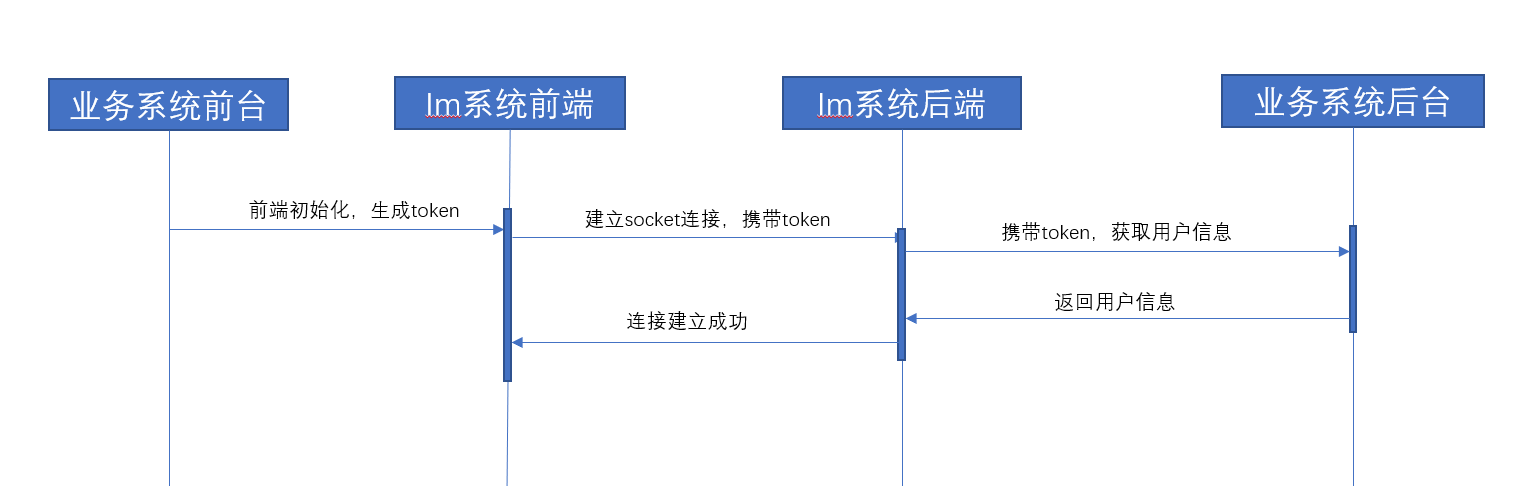 业务系统前台
Im系统前端
Im系统后端
业务系统后台
前端初始化，生成token
建立socket连接，携带token
携带token，获取用户信息
返回用户信息
连接建立成功